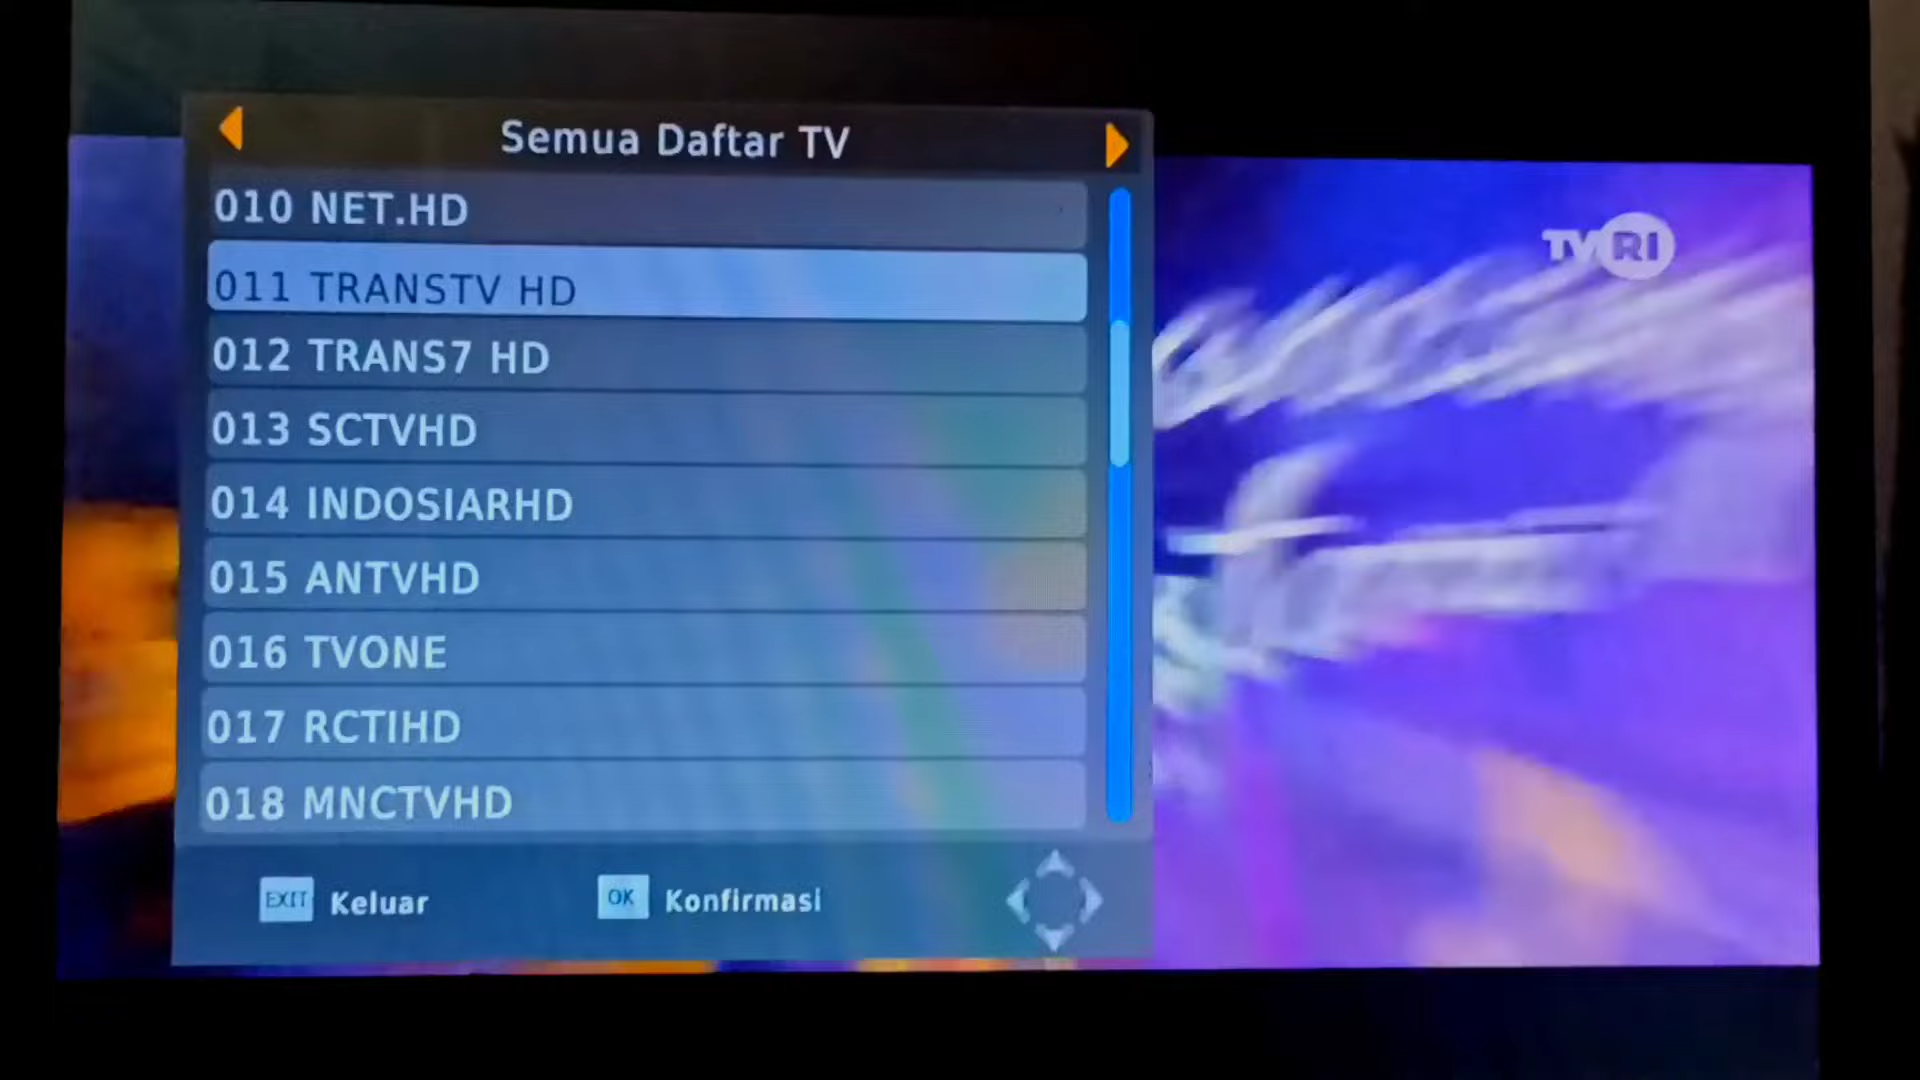 Semua Daftar TV
010 NET.HD
011 TRANSTV HD
012 TRANS7 HD
013 SCTVHD
014 INDOSIARHD
015 ANTVHD
016 TVONE
017 RCTIHD
018 MNCTVHD
EXIT Keluar
OK Konfirmasi
TVRI